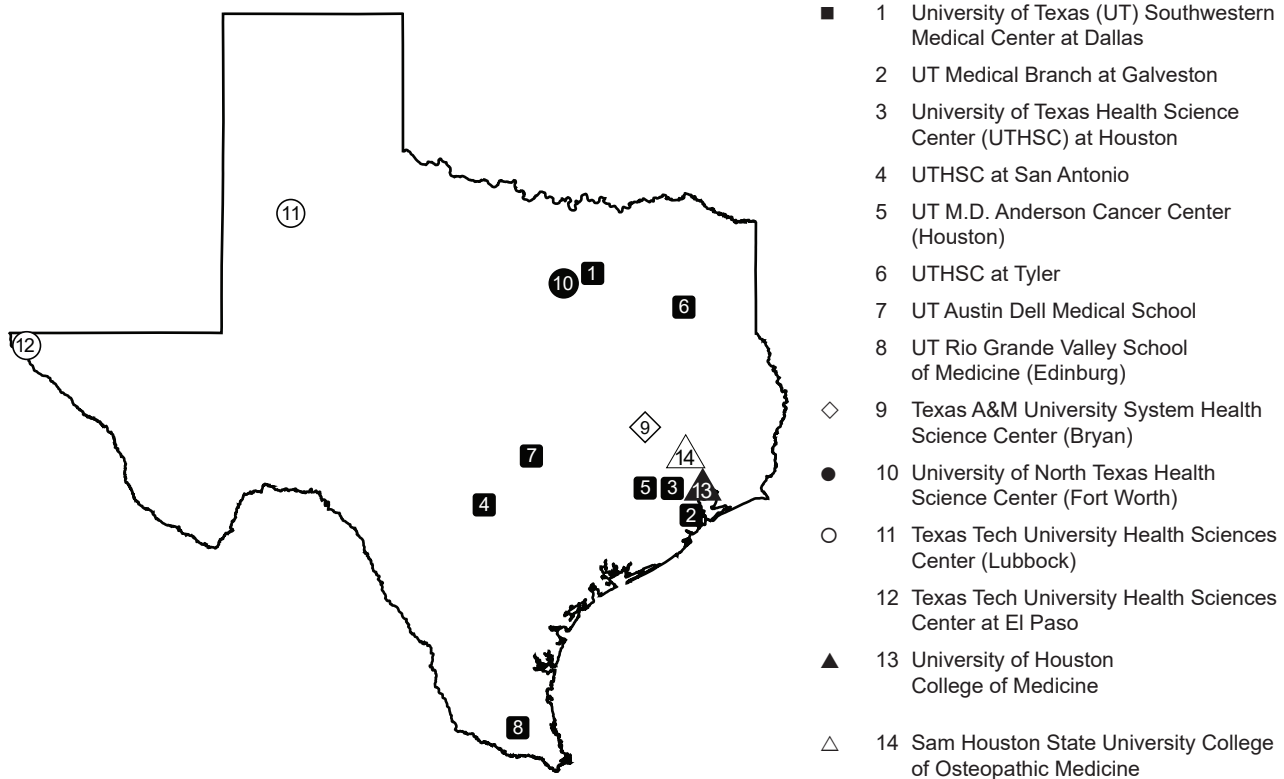 11
10
1
6
12
9
14
7
5
3
13
4
2
8
1 University of Texas (UT) Southwestern
Medical Center at Dallas
2 UT Medical Branch at Galveston
3 University of Texas Health Science
Center (UTHSC) at Houston
4 UTHSC at San Antonio
5 UT M.D. Anderson Cancer Center
(Houston)
6 UTHSC at Tyler
7 UT Austin Dell Medical School
8 UT Rio Grande Valley School
of Medicine (Edinburg)
9 Texas A&M University System Health
Science Center (Bryan)
10 University of North Texas Health
Science Center (Fort Worth)
11 Texas Tech University Health Sciences
Center (Lubbock)
12 Texas Tech University Health Sciences
Center at El Paso
13 University of Houston
College of Medicine
14 Sam Houston State University College
of Osteopathic Medicine